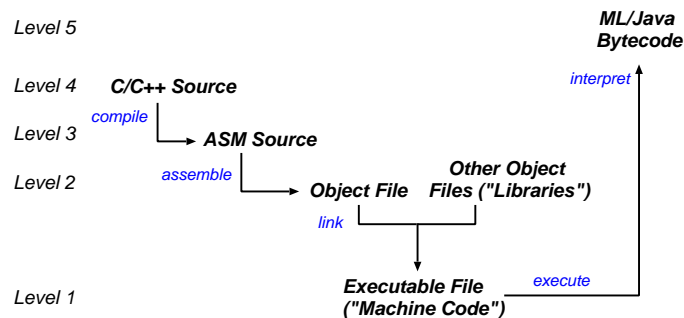 Level 5
ML/Java
Bytecode
Level 4
C/C++ Source
interpret
compile
Level 3
ASM Source
assemble
Level 2
Object File
Other Object
Files ("Libraries")
link
Level 1
Executable File
("Machine Code")
execute